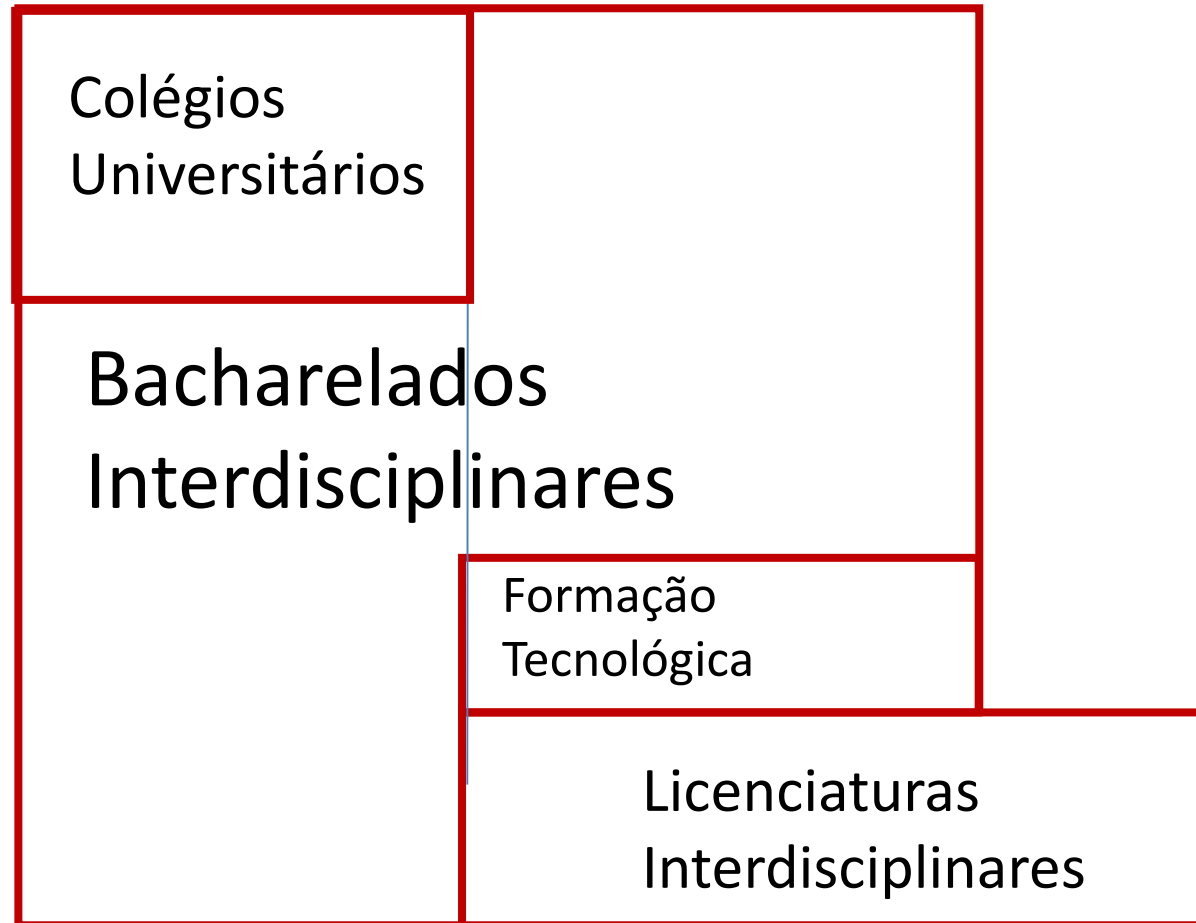 Colégios
Universitários
Bacharelados
Interdisciplinares
Formação
Tecnológica
Licenciaturas
Interdisciplinares